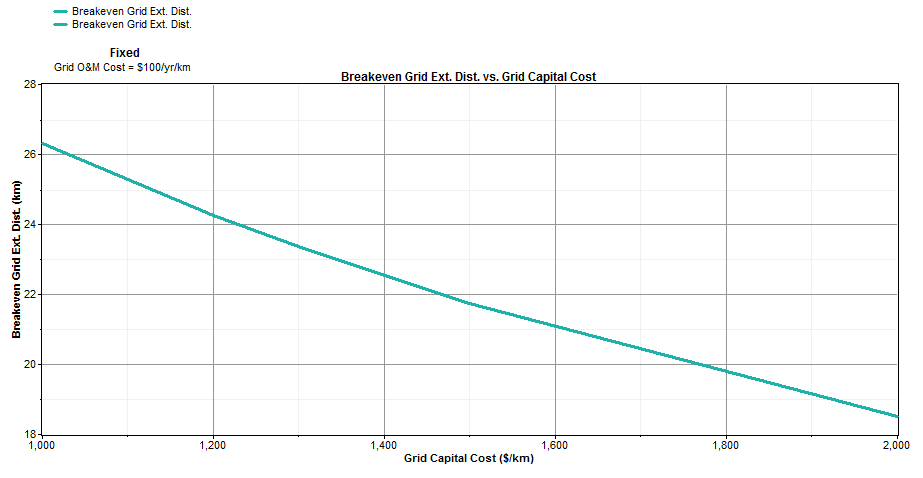 Breakeven Grid Ext. Dist.
Breakeven Grid Ext. Dist.
Fixed
Grid O&M Cost = $100/yr/km
Breakeven Grid Ext. Dist. vs. Grid Capital Cost
28
26
24
22
20
18
Breakeven Grid Ext. Dist. (km)
1,000 1,200 1,400 1,600 1,800 2,000
Grid Capital Cost ($/km)